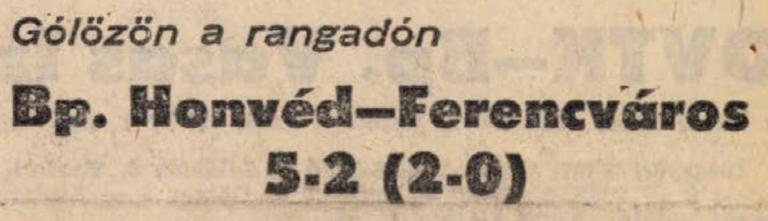 Gólözön a rangadón
Bp. Honvéd—Ferencváros
5-2 (2-0)